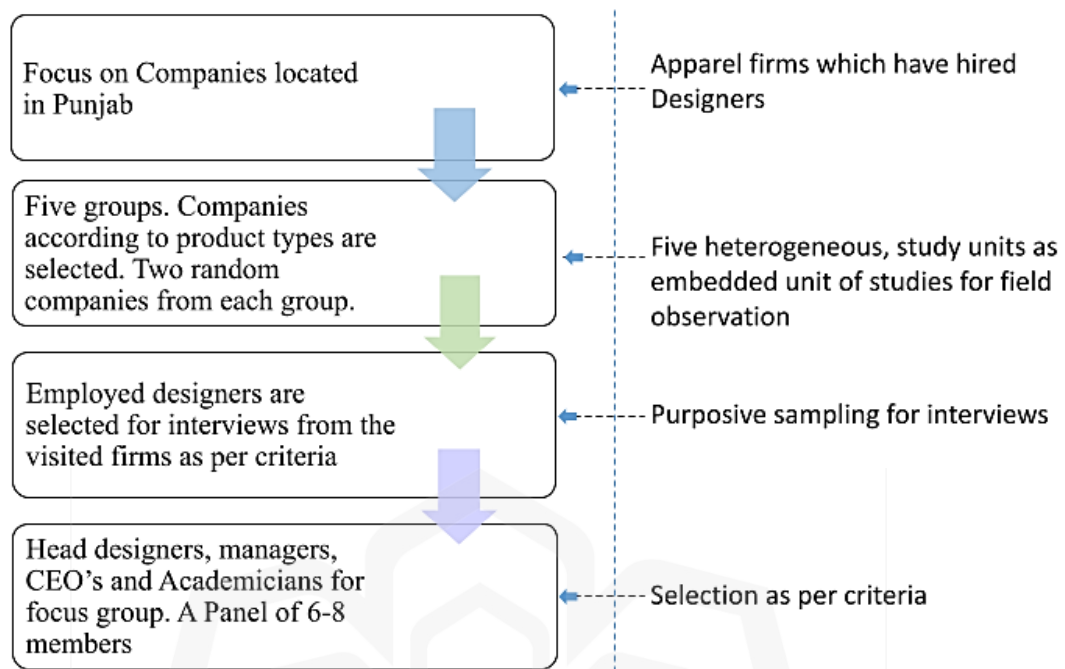 Focus on Companies located
in Punjab
Apparel firms which have hired
Designers
Five groups. Companies
according to product types are
selected. Two random
companies from each group.
Five heterogeneous, study units as
embedded unit of studies for field
observation
Employed designers are
selected for interviews from the
visited firms as per criteria
Purposive sampling for interviews
Head designers, managers,
CEO’s and Academicians for
focus group. A Panel of 6-8
members
Selection as per criteria